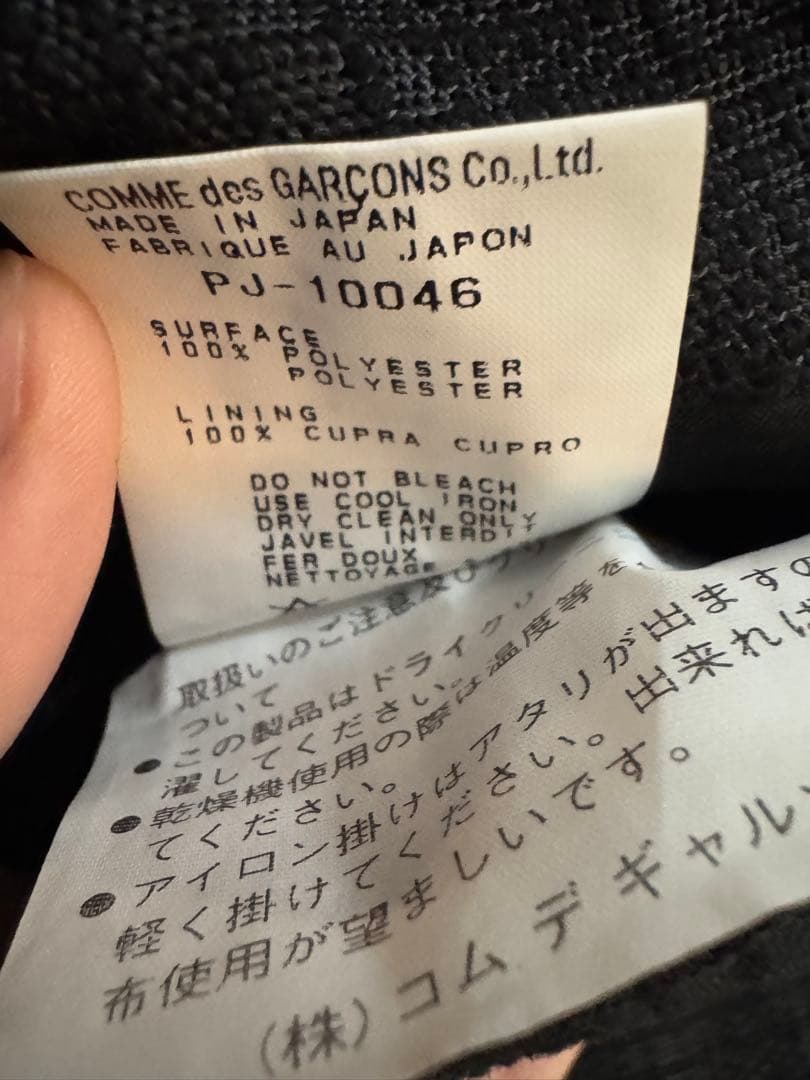 COMME des GARÇONS Co.,Ltd.
MADE IN JAPAN
FABRIQUE AU JAPON
PJ-10046
SURFACE
100% POLYESTER
POLYESTER
LINING
100% CUPRA CUPRO
DO NOT BLEACH
USE COOL IRON
DRY CLEAN ONLY
JAVEL INTERDIT
FER DOUX
NETTOYAGE
取扱いのご注意及び
ついて
● この製品はドライクリ
濯してください。
● 乾燥機使用の際は温度等を
てください。
● アイロン掛けはアタリが出ますの
軽く掛けてください。出来れば
布使用が望ましいです。
(株)コム デ ギャルソ